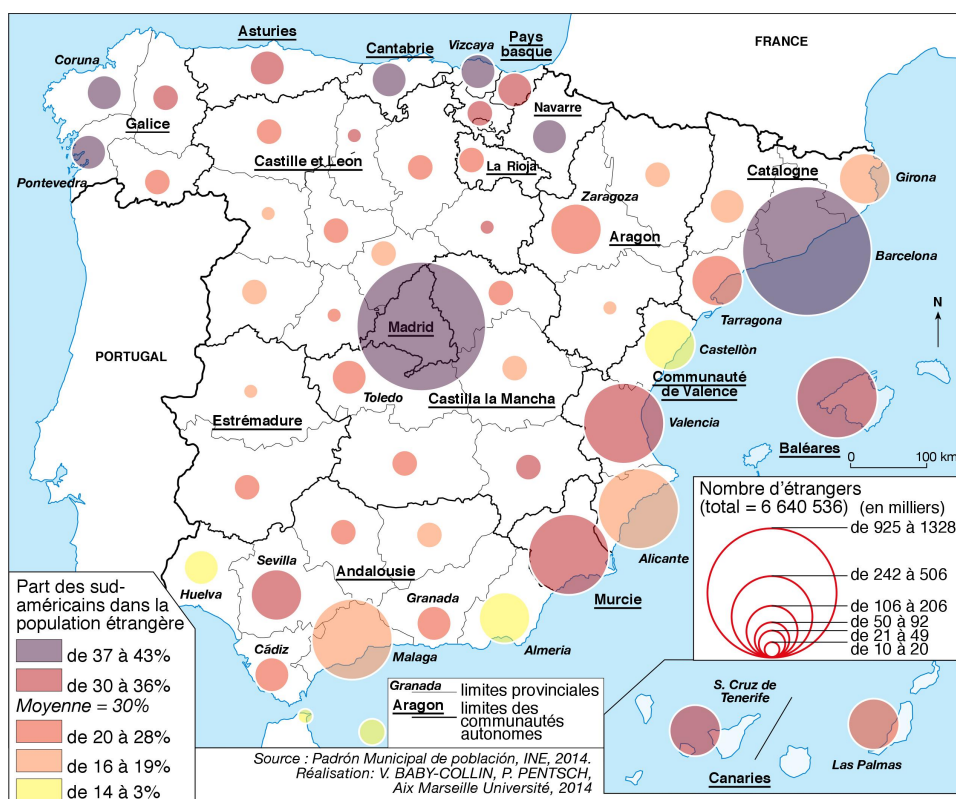 Asturies
Cantabrie
Vizcaya
Pays
basque
FRANCE
Coruna
Navarre
Galice
Castille et Leon
La Rioja
Catalogne
Girona
Pontevedra
Zaragoza
Aragon
Barcelona
Tarragona
N
Madrid
PORTUGAL
Castellòn
Toledo
Castilla la Mancha
Communauté
de Valence
Estrémadure
Valencia
Baléares
0 100 km
Nombre d'étrangers
(total = 6 640 536) (en milliers)
de 925 à 1328
de 242 à 506
de 106 à 206
de 50 à 92
de 21 à 49
de 10 à 20
Alicante
Sevilla
Andalousie
Huelva
Murcie
Granada
Cádiz
Malaga
Almeria
Part des sud-
américains dans la
population étrangère
de 37 à 43%
de 30 à 36%
Moyenne = 30%
de 20 à 28%
de 16 à 19%
de 14 à 3%
Granada limites provinciales
Aragon limites des
communautés
autonomes
S. Cruz de
Tenerife
Canaries
Las Palmas
Source : Padrón Municipal de población, INE, 2014.
Réalisation: V. BABY-COLLIN, P. PENTSCH,
Aix Marseille Université, 2014